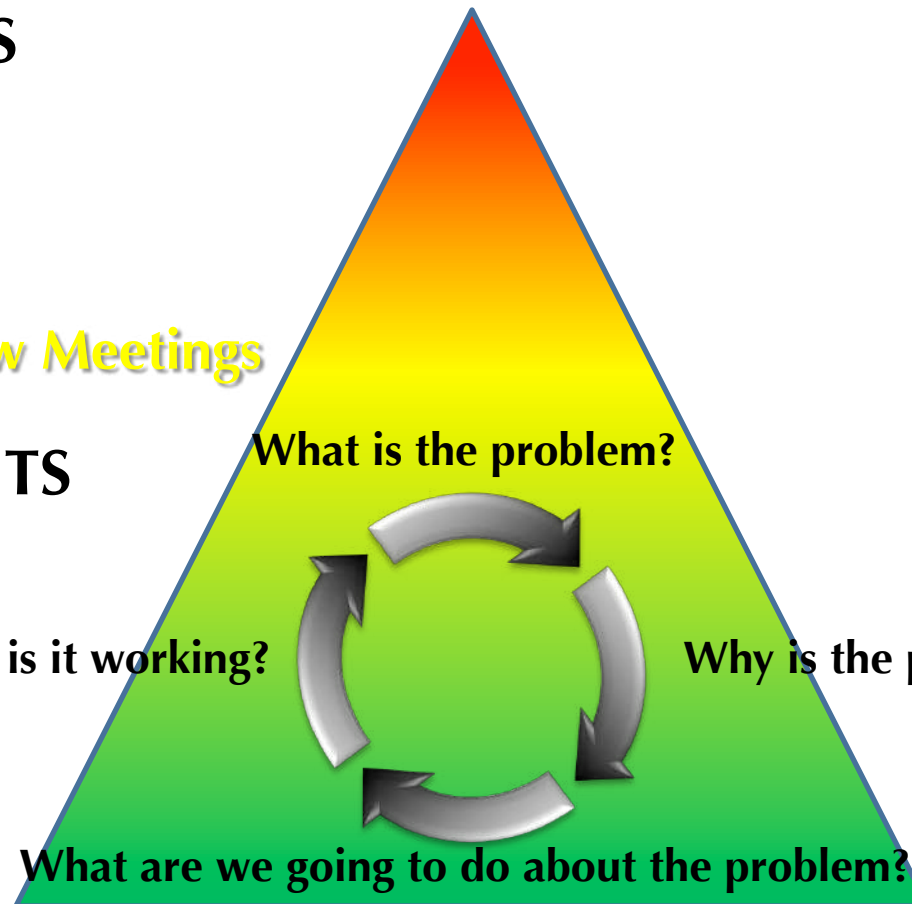 S
w Meetings
What is the problem?
TS
is it working?
Why is the p
What are we going to do about the problem?